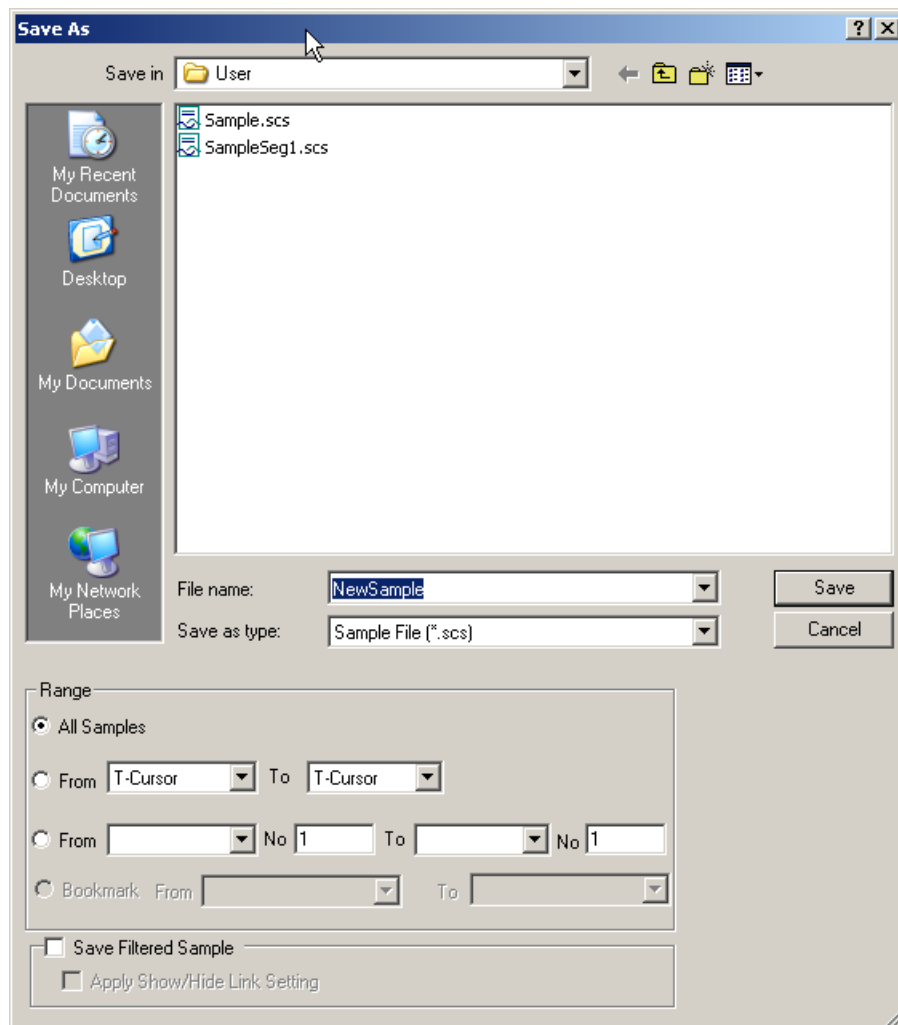 Save As
Save in User
Sample.scs
SampleSeg1.scs
My Recent
Documents
Desktop
My Documents
My Computer
My Network
Places
File name: NewSample Save
Save as type: Sample File (*.scs) Cancel
Range
All Samples
From T-Cursor To T-Cursor
From No 1 To No 1
Bookmark From To
Save Filtered Sample
Apply Show/Hide Link Setting